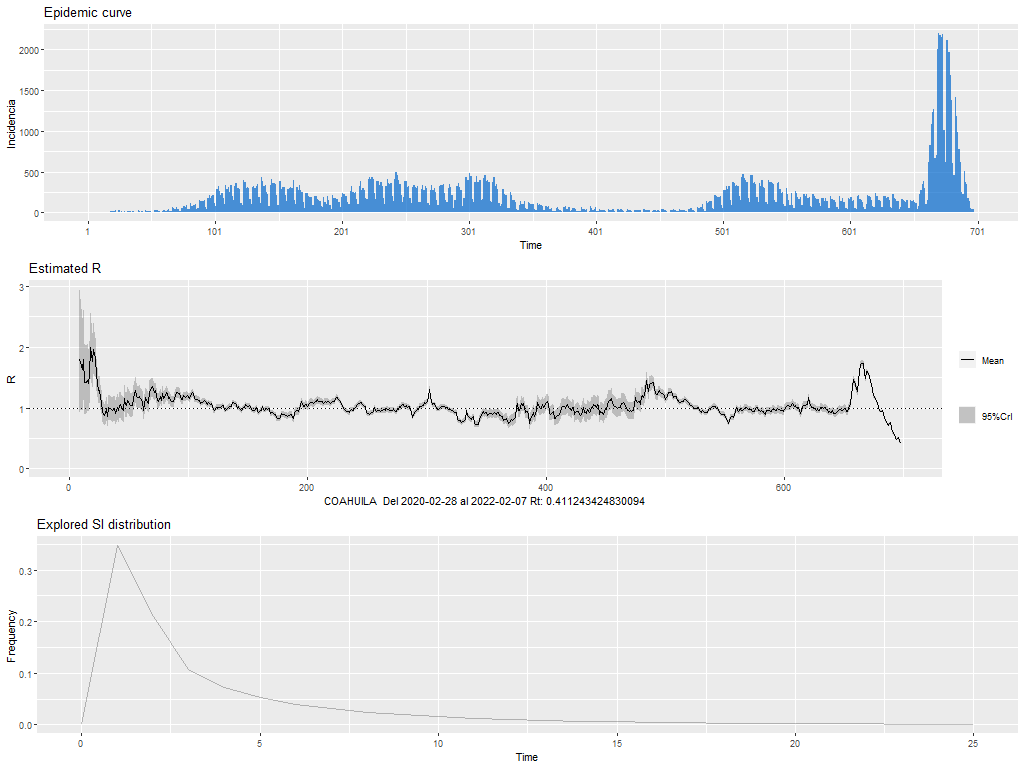 Epidemic curve
Incidencia
2000
1500
1000
500
0
1 101 201 301 401 501 601 701
Time
Estimated R
R
3
2
1
0
0 200 400 600
COAHUILA Del 2020-02-28 al 2022-02-07 Rt: 0.411243424830094
Mean
95%CrI
Explored SI distribution
Frequency
0.3
0.2
0.1
0.0
0 5 10 15 20 25
Time